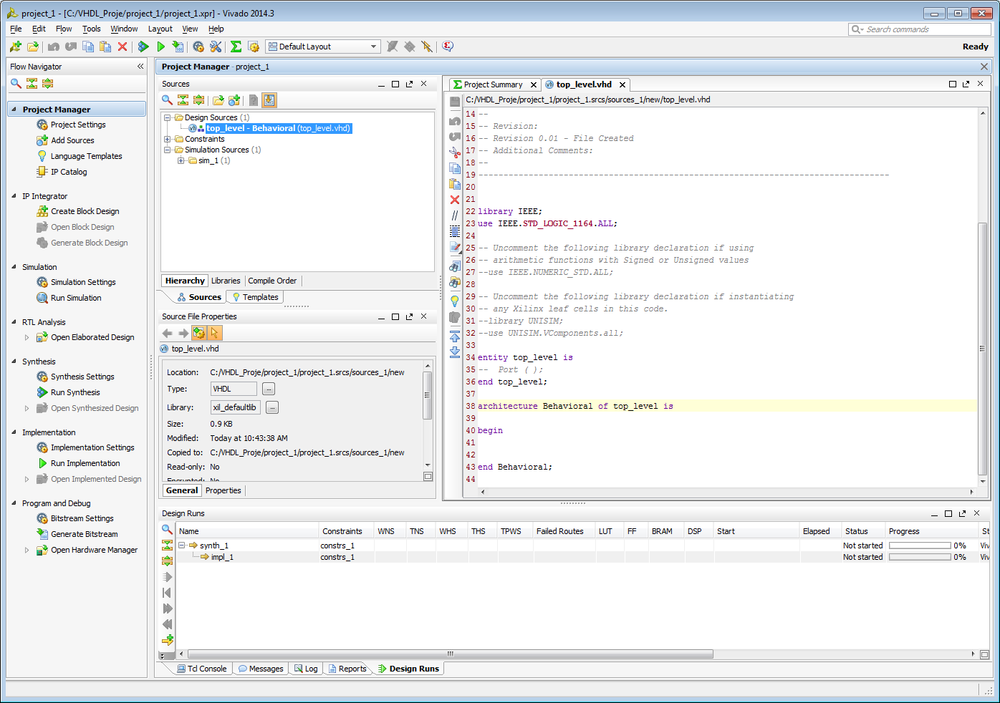 project_1 - [C:/VHDL_Proje/project_1/project_1.xpr] - Vivado 2014.3
File Edit Flow Tools Window Layout View Help
Search commands
Default Layout
Ready
Flow Navigator
Project Manager
Project Settings
Add Sources
Language Templates
IP Catalog
IP Integrator
Create Block Design
Open Block Design
Generate Block Design
Simulation
Simulation Settings
Run Simulation
RTL Analysis
Open Elaborated Design
Synthesis
Synthesis Settings
Run Synthesis
Open Synthesized Design
Implementation
Implementation Settings
Run Implementation
Open Implemented Design
Program and Debug
Bitstream Settings
Generate Bitstream
Open Hardware Manager
Project Manager - project_1
Sources
Design Sources (1)
top_level - Behavioral (top_level.vhd)
Constraints
Simulation Sources (1)
sim_1 (1)
Hierarchy Libraries Compile Order
Sources Templates
Source File Properties
top_level.vhd
Location: C:/VHDL_Proje/project_1/project_1.srcs/sources_1/new
Type: VHDL ...
Library: xil_defaultlib ...
Size: 0.9 KB
Modified: Today at 10:43:38 AM
Copied to: C:/VHDL_Proje/project_1/project_1.srcs/sources_1/new
Read-only: No
Encrypted: No
General Properties
Project Summary top_level.vhd
C:/VHDL_Proje/project_1/project_1.srcs/sources_1/new/top_level.vhd
14 --
15 -- Revision:
16 -- Revision 0.01 - File Created
17 -- Additional Comments:
18 --
19 ----------------------------------------------------------------------------------
20
21
22 library IEEE;
23 use IEEE.STD_LOGIC_1164.ALL;
24
25 -- Uncomment the following library declaration if using
26 -- arithmetic functions with Signed or Unsigned values
27 --use IEEE.NUMERIC_STD.ALL;
28
29 -- Uncomment the following library declaration if instantiating
30 -- any Xilinx leaf cells in this code.
31 --library UNISIM;
32 --use UNISIM.VComponents.all;
33
34 entity top_level is
35 --  Port ( );
36 end top_level;
37
38 architecture Behavioral of top_level is
39
40 begin
41
42
43 end Behavioral;
44
Design Runs
Name Constraints WNS TNS WHS THS TPWS Failed Routes LUT FF BRAM DSP Start Elapsed Status Progress St
synth_1 constrs_1 Not started 0% Viv
impl_1 constrs_1 Not started 0% Viv
Tcl Console Messages Log Reports Design Runs